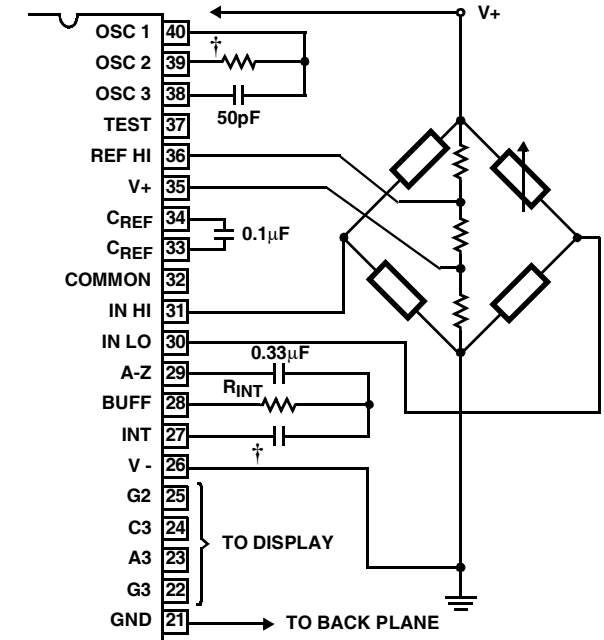 V+
OSC 1 40
†
OSC 2 39
OSC 3 38
50pF
TEST 37
REF HI 36
V+ 35
CREF 34
0.1µF
CREF 33
COMMON 32
IN HI 31
IN LO 30
0.33µF
A-Z 29
RINT
BUFF 28
INT 27
†
V - 26
G2 25
C3 24
TO DISPLAY
A3 23
G3 22
GND 21
TO BACK PLANE